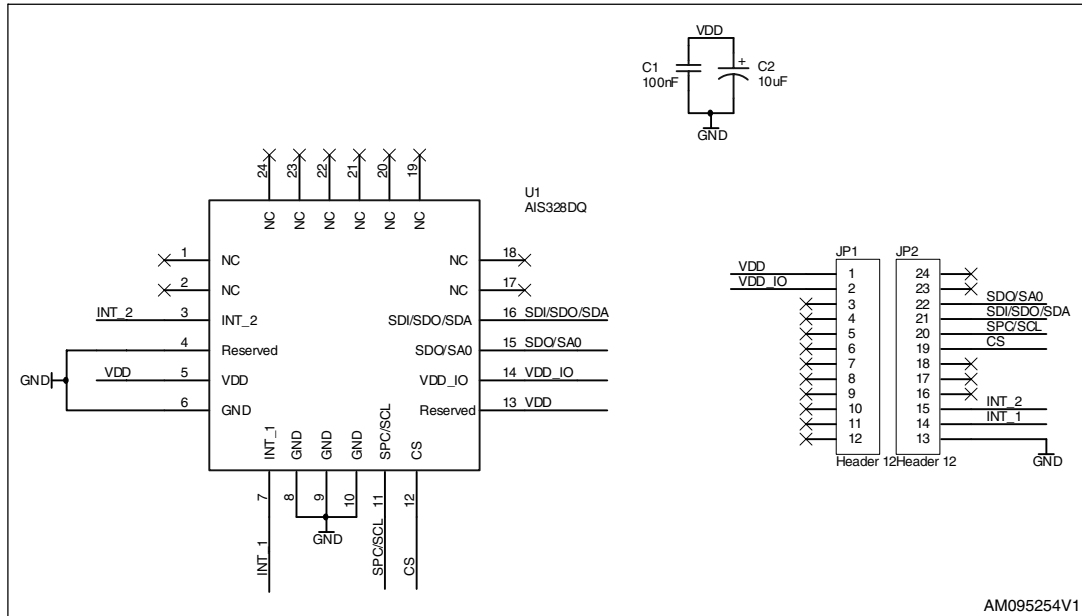 VDD
C1
100nF
+
C2
10uF
GND
24
23
22
21
20
19
NC
NC
NC
NC
NC
NC
U1
AIS328DQ
1
NC
2
NC
INT_2
3
INT_2
4
Reserved
GND
VDD
5
VDD
6
GND
NC
18
NC
17
SDI/SDO/SDA
16
SDI/SDO/SDA
SDO/SA0
15
SDO/SA0
VDD_IO
14
VDD_IO
Reserved
13
VDD
INT_1
GND
GND
GND
SPC/SCL
CS
7
8
9
10
11
12
GND
INT_1
SPC/SCL
CS
JP1
VDD
1
VDD_IO
2
3
4
5
6
7
8
9
10
11
12
Header 12
JP2
24
23
22
SDO/SA0
21
SDI/SDO/SDA
20
SPC/SCL
19
CS
18
17
16
15
INT_2
14
INT_1
13
GND
Header 12
AM095254V1